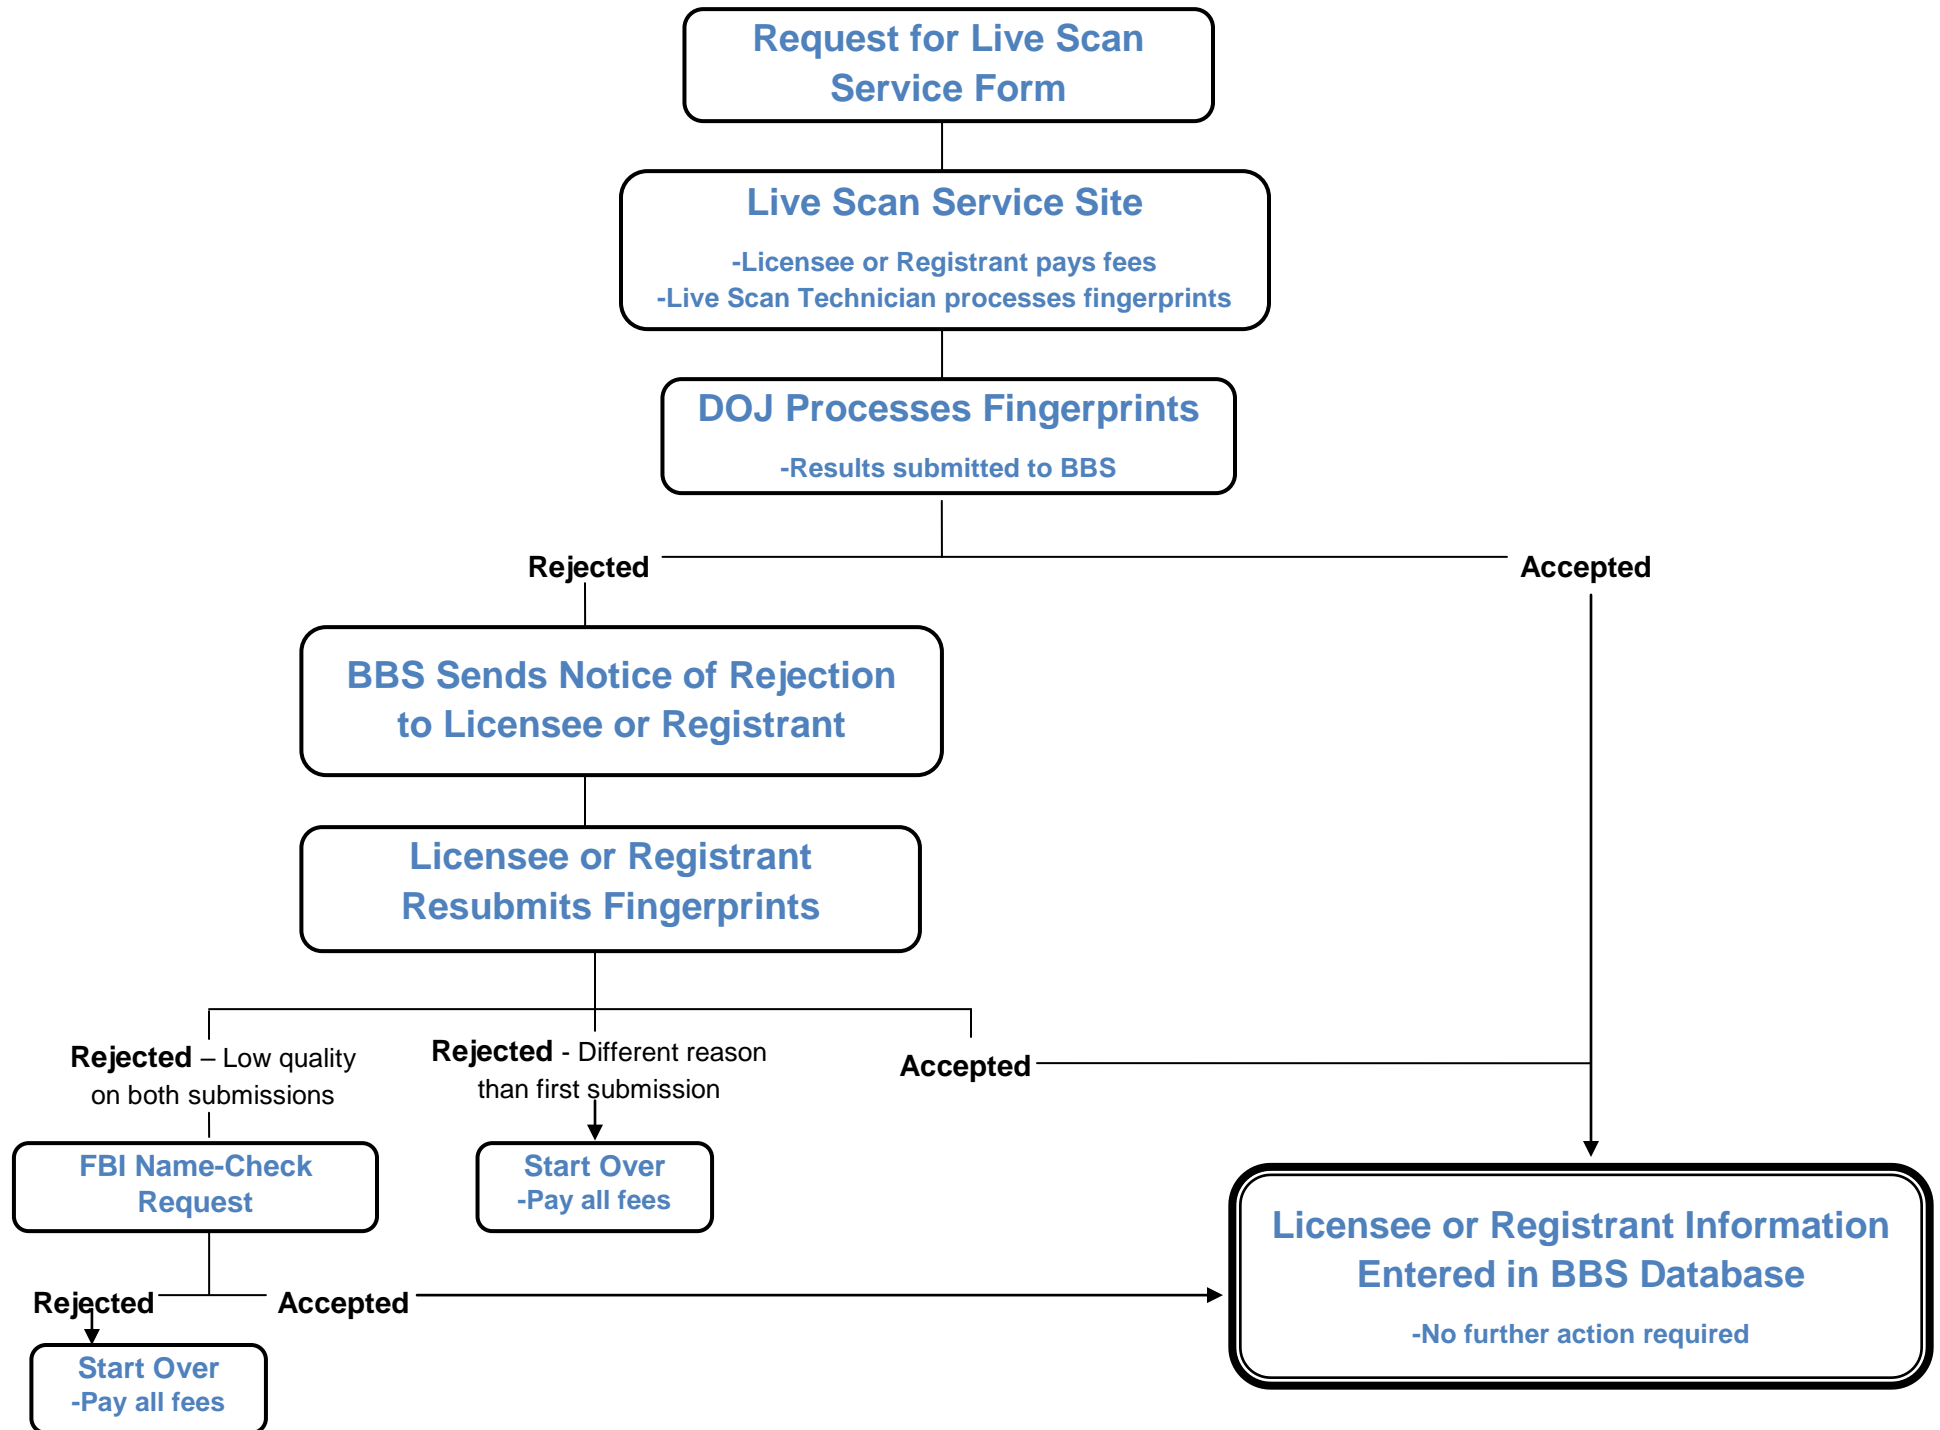 Request for Live Scan
Service Form
Live Scan Service Site
-Licensee or Registrant pays fees
-Live Scan Technician processes fingerprints
DOJ Processes Fingerprints
-Results submitted to BBS
Rejected
Accepted
BBS Sends Notice of Rejection
to Licensee or Registrant
Licensee or Registrant
Resubmits Fingerprints
Rejected – Low quality
on both submissions
Rejected - Different reason
than first submission
Accepted
FBI Name-Check
Request
Start Over
-Pay all fees
Licensee or Registrant Information
Entered in BBS Database
-No further action required
Rejected
Accepted
Start Over
-Pay all fees